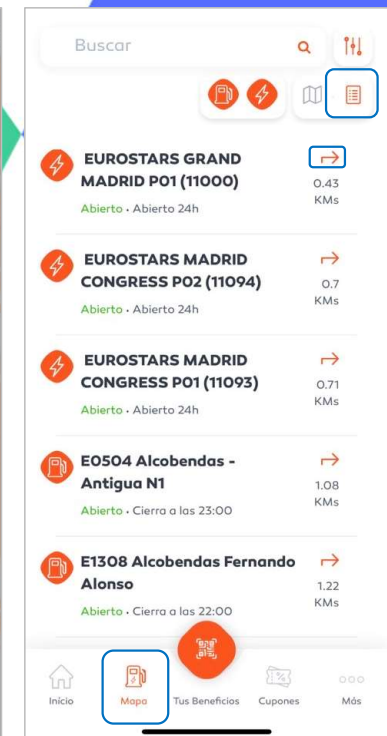 Buscar
EUROSTARS GRAND
MADRID P01 (11000)
0.43
KMs
Abierto • Abierto 24h
EUROSTARS MADRID
CONGRESS P02 (11094)
0.7
KMs
Abierto • Abierto 24h
EUROSTARS MADRID
CONGRESS P01 (11093)
0.71
KMs
Abierto • Abierto 24h
E0504 Alcobendas -
Antigua N1
1.08
KMs
Abierto • Cierra a las 23:00
E1308 Alcobendas Fernando
Alonso
1.22
KMs
Abierto • Cierra a las 22:00
Início Mapa Tus Beneficios Cupones Más